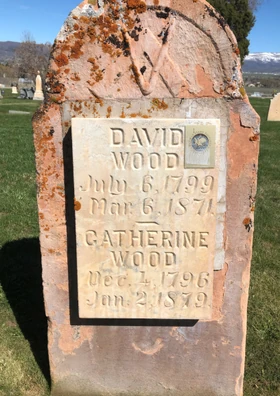 DAVID
WOOD
July 6, 1799
Mar. 6, 1871
CATHERINE
WOOD
Dec. 4, 1796
Jan. 2, 1879